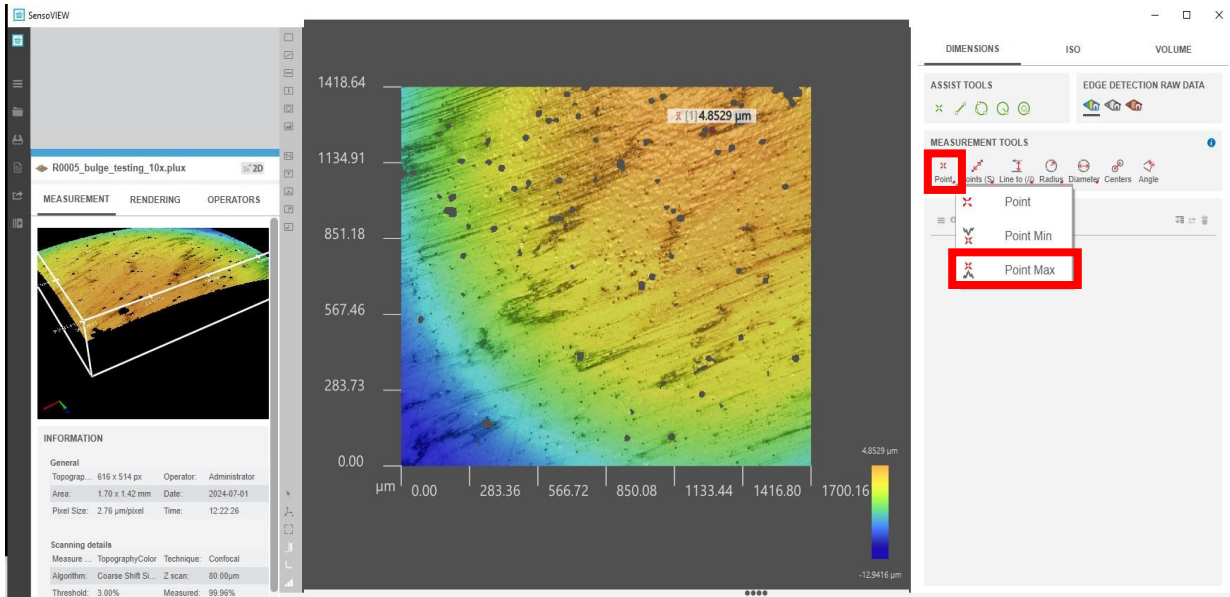 SensoVIEW
R0005_bulge_testing_10x.plux
2D
MEASUREMENT RENDERING OPERATORS
INFORMATION
General
Topograp... 616 x 514 px Operator: Administrator
Area: 1.70 x 1.42 mm Date: 2024-07-01
Pixel Size: 2.76 µm/pixel Time: 12:22:26
Scanning details
Measure ... TopographyColor Technique: Confocal
Algorithm: Coarse Shift Si... Z scan: 80.00µm
Threshold: 3.00% Measured: 99.96%
1418.64
1134.91
851.18
567.46
283.73
0.00
µm 0.00 283.36 566.72 850.08 1133.44 1416.80 1700.16
[1] 4.8529 µm
4.8529 µm
-12.9416 µm
DIMENSIONS ISO VOLUME
ASSIST TOOLS
EDGE DETECTION RAW DATA
MEASUREMENT TOOLS
Point, Points (S) Line to (/) Radius Diameter Centers Angle
Point
Point Min
Point Max